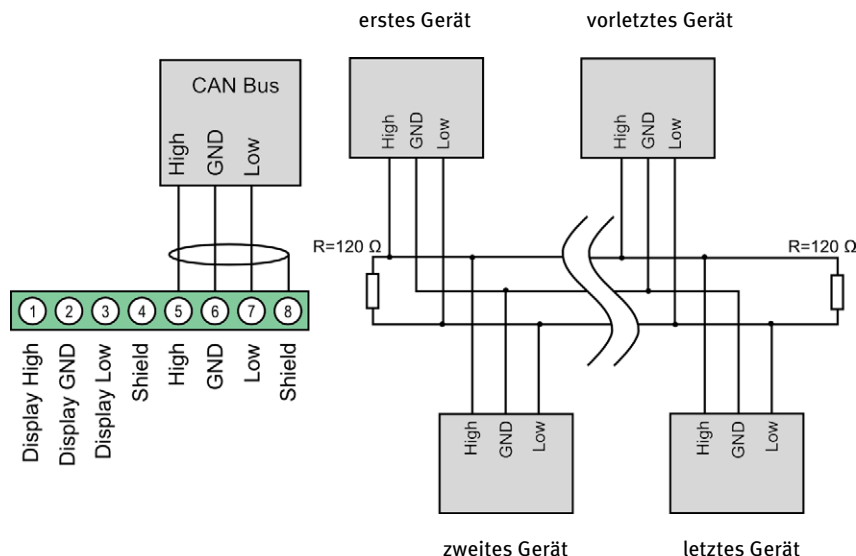 erstes Gerät
vorletztes Gerät
CAN Bus
High
GND
Low
High
GND
Low
High
GND
Low
R=120 Ω
R=120 Ω
1 2 3 4 5 6 7 8
Display High
Display GND
Display Low
Shield
High
GND
Low
Shield
High
GND
Low
High
GND
Low
zweites Gerät
letztes Gerät